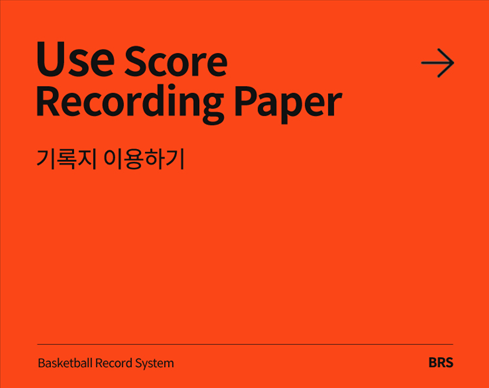 Use Score
Recording Paper
기록지 이용하기
Basketball Record System
BRS